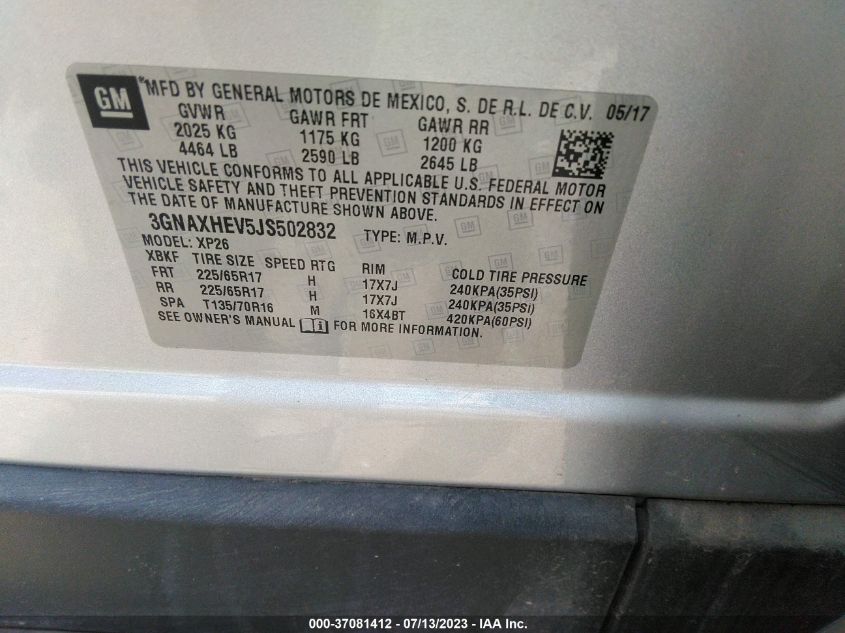 GM
MFD BY GENERAL MOTORS DE MEXICO, S. DE R.L. DE C.V. 05/17
GVWR GAWR FRT GAWR RR
2025 KG 1175 KG 1200 KG
4464 LB 2590 LB 2645 LB
THIS VEHICLE CONFORMS TO ALL APPLICABLE U.S. FEDERAL MOTOR
VEHICLE SAFETY AND THEFT PREVENTION STANDARDS IN EFFECT ON
THE DATE OF MANUFACTURE SHOWN ABOVE.
3GNAXHEV5JS502832 TYPE: M.P.V.
MODEL: XP26
XBKF TIRE SIZE SPEED RTG RIM COLD TIRE PRESSURE
FRT 225/65R17 H 17X7J 240KPA(35PSI)
RR 225/65R17 H 17X7J 240KPA(35PSI)
SPA T135/70R16 M 16X4BT 420KPA(60PSI)
SEE OWNER'S MANUAL FOR MORE INFORMATION.
000-37081412 - 07/13/2023 - IAA Inc.